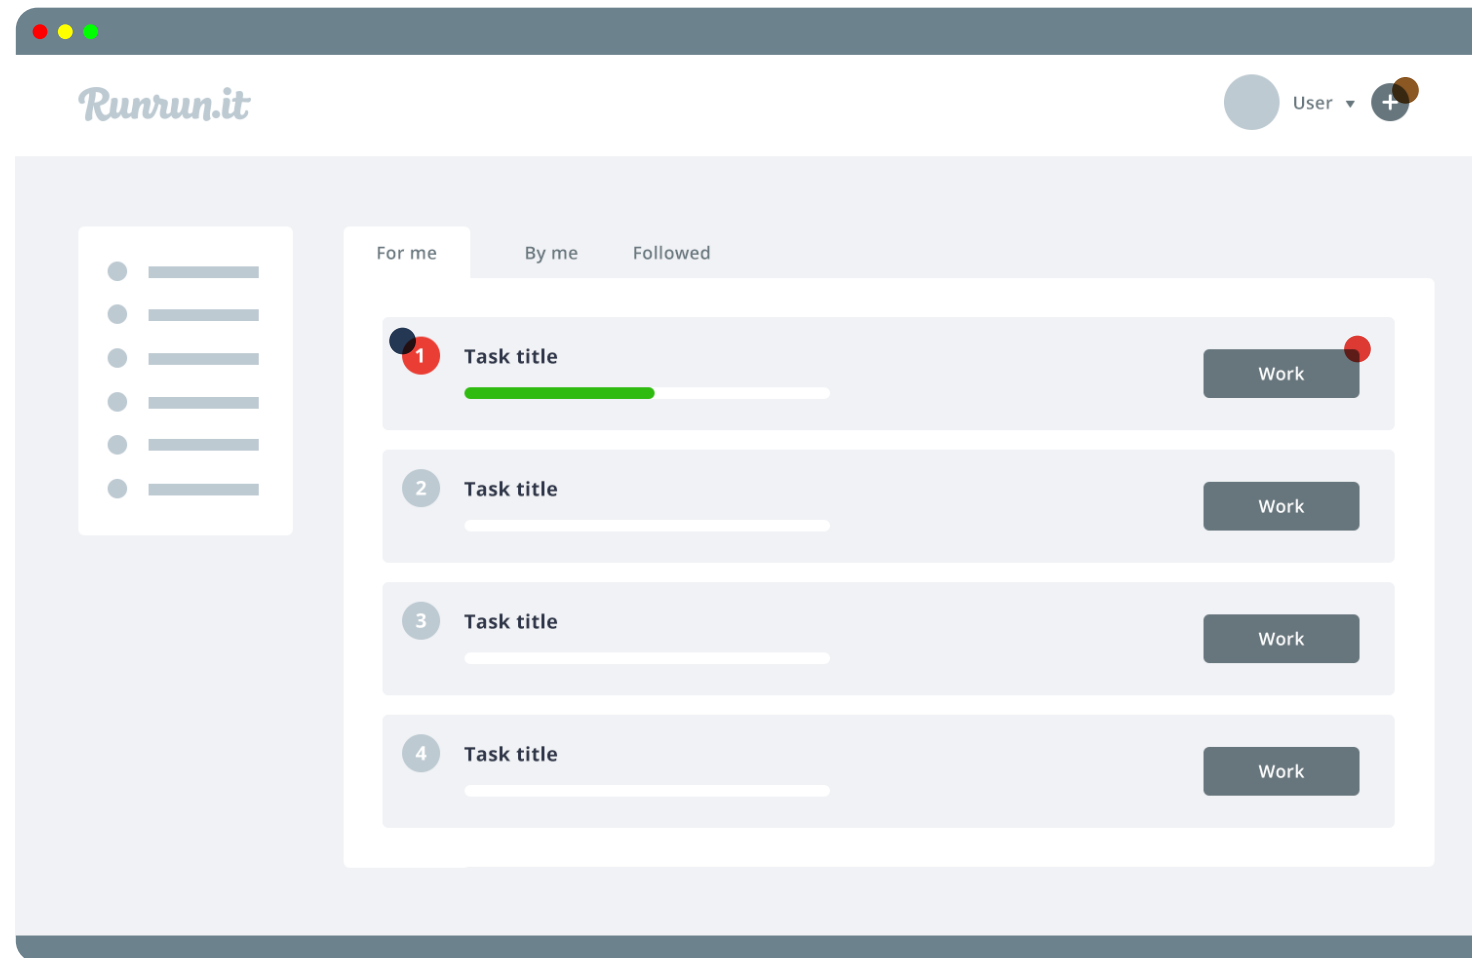 Runrun.it
User
+
For me
By me
Followed
1
Task title
Work
2
Task title
Work
3
Task title
Work
4
Task title
Work